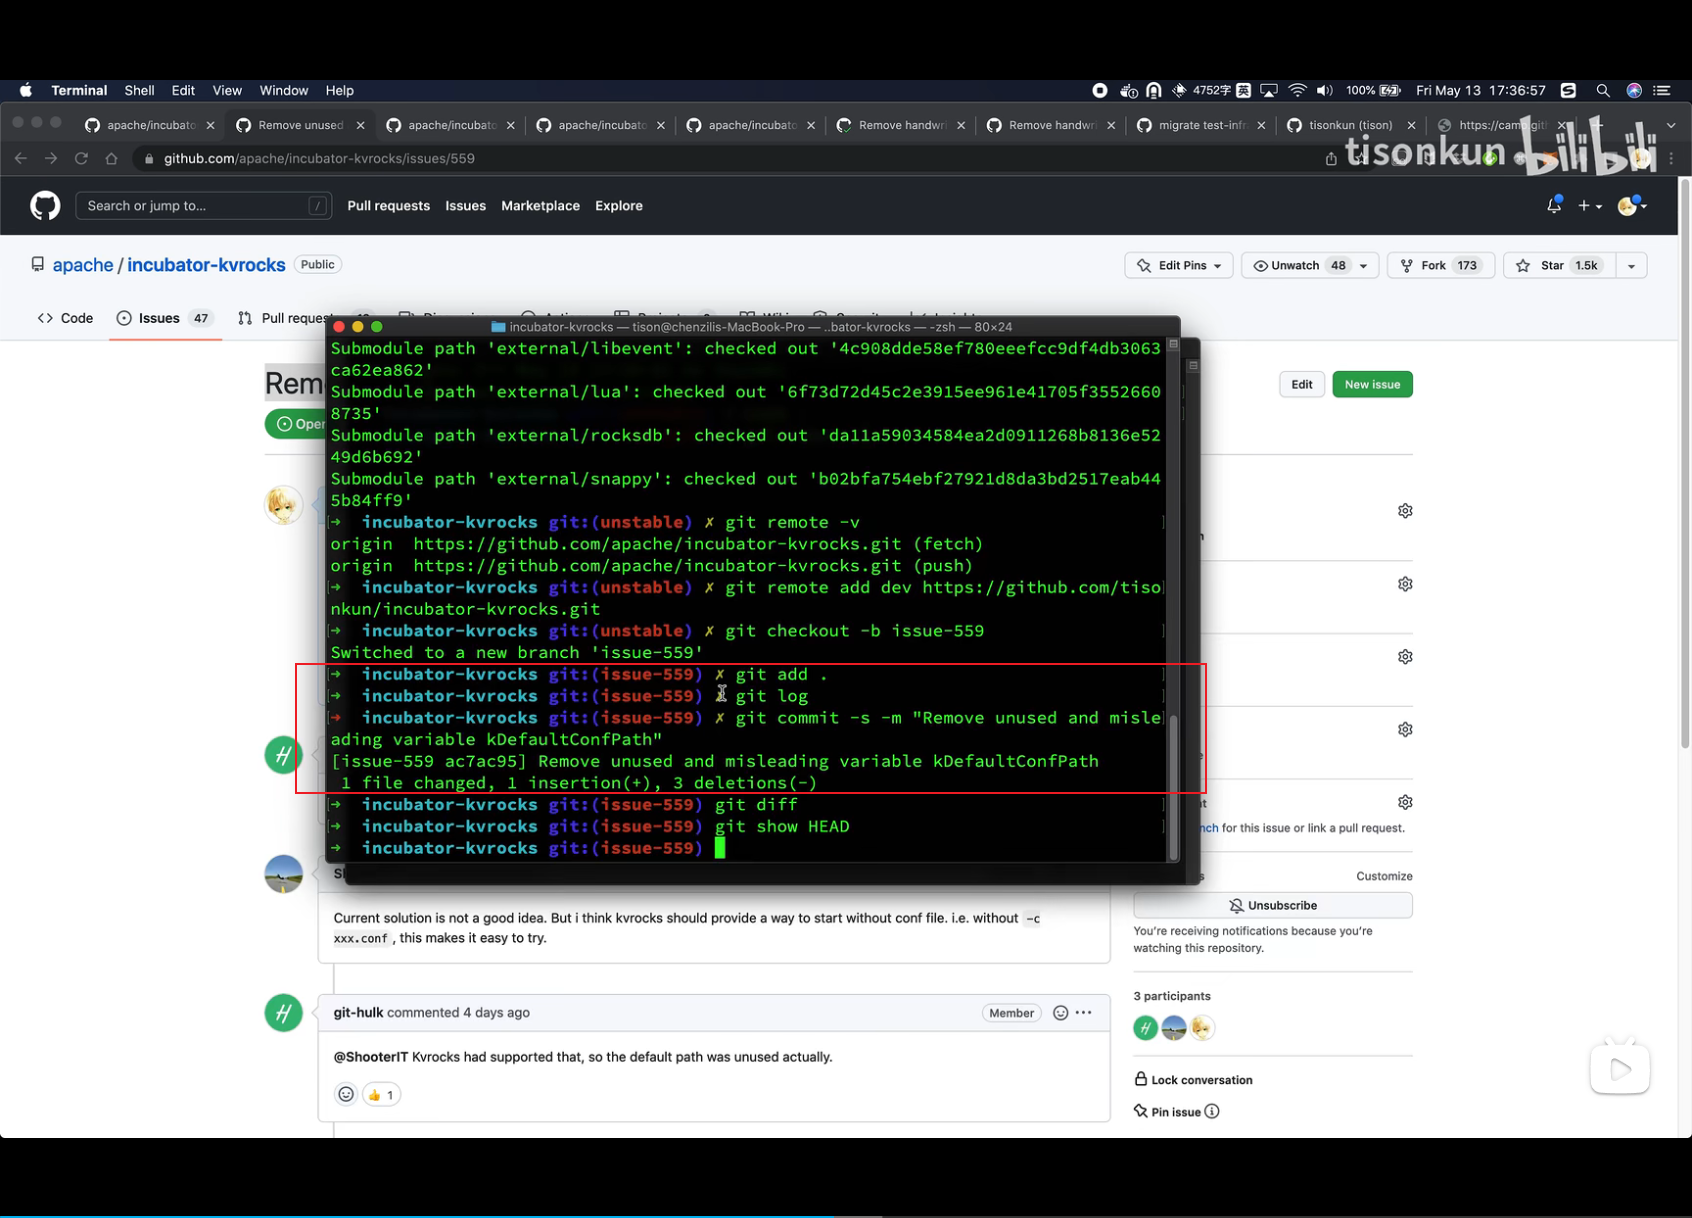 Terminal Shell Edit View Window Help
4752字 英 100% Fri May 13 17:36:57
apache/incubato
Remove unused
apache/incubato
apache/incubato
apache/incubato
Remove handwri
Remove handwri
migrate test-infra
tisonkun (tison)
github.com/apache/incubator-kvrocks/issues/559
tisonkun bilibili
Search or jump to... /
Pull requests Issues Marketplace Explore
apache / incubator-kvrocks Public
Edit Pins Unwatch 48 Fork 173 Star 1.5k
Code Issues 47 Pull reques
incubator-kvrocks — tison@chenzilis-MacBook-Pro — ..bator-kvrocks — -zsh — 80×24
Submodule path 'external/libevent': checked out '4c908dde58ef780eeefcc9df4db3063
ca62ea862'
Submodule path 'external/lua': checked out '6f73d72d45c2e3915ee961e41705f3552660
8735'
Submodule path 'external/rocksdb': checked out 'da11a59034584ea2d0911268b8136e52
49d6b692'
Submodule path 'external/snappy': checked out 'b02bfa754ebf27921d8da3bd2517eab44
5b84ff9'
→ incubator-kvrocks git:(unstable) ✗ git remote -v
origin https://github.com/apache/incubator-kvrocks.git (fetch)
origin https://github.com/apache/incubator-kvrocks.git (push)
→ incubator-kvrocks git:(unstable) ✗ git remote add dev https://github.com/tiso
nkun/incubator-kvrocks.git
→ incubator-kvrocks git:(unstable) ✗ git checkout -b issue-559
Switched to a new branch 'issue-559'
→ incubator-kvrocks git:(issue-559) ✗ git add .
→ incubator-kvrocks git:(issue-559) ✗ git log
→ incubator-kvrocks git:(issue-559) ✗ git commit -s -m "Remove unused and misle
ading variable kDefaultConfPath"
[issue-559 ac7ac95] Remove unused and misleading variable kDefaultConfPath
1 file changed, 1 insertion(+), 3 deletions(-)
→ incubator-kvrocks git:(issue-559) git diff
→ incubator-kvrocks git:(issue-559) git show HEAD
→ incubator-kvrocks git:(issue-559)
Rem
Edit New issue
Open
for this issue or link a pull request.
Customize
Unsubscribe
You're receiving notifications because you're
watching this repository.
Current solution is not a good idea. But i think kvrocks should provide a way to start without conf file. i.e. without -c
xxx.conf , this makes it easy to try.
git-hulk commented 4 days ago Member
@ShooterIT Kvrocks had supported that, so the default path was unused actually.
👍 1
3 participants
Lock conversation
Pin issue